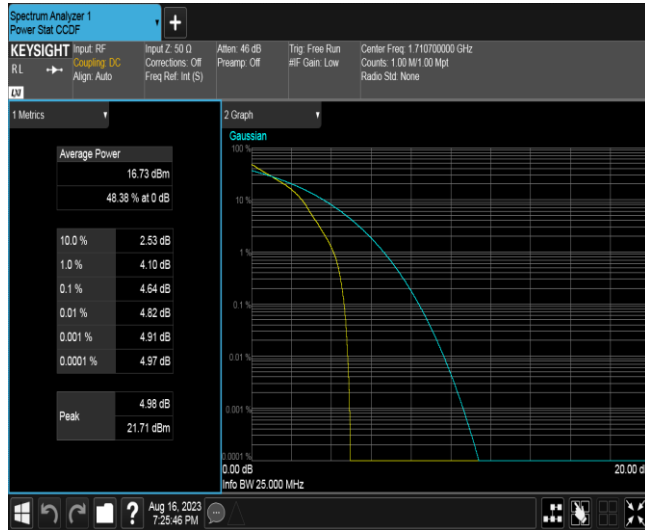 Spectrum Analyzer 1
Power Stat CCDF
+
KEYSIGHT
RL
LXI
Input: RF
Coupling: DC
Align: Auto
Input Z: 50 Ω
Corrections: Off
Freq Ref: Int (S)
Atten: 46 dB
Preamp: Off
Trig: Free Run
#IF Gain: Low
Center Freq: 1.710700000 GHz
Counts: 1.00 M/1.00 Mpt
Radio Std: None
1 Metrics
Average Power
16.73 dBm
48.38 % at 0 dB
10.0 % 2.53 dB
1.0 % 4.10 dB
0.1 % 4.64 dB
0.01 % 4.82 dB
0.001 % 4.91 dB
0.0001 % 4.97 dB
Peak
4.98 dB
21.71 dBm
2 Graph
Gaussian
100 %
10 %
1 %
0.1 %
0.01 %
0.001 %
0.0001 %
0.00 dB
20.00 d
Info BW 25.000 MHz
?
Aug 16, 2023
7:25:46 PM